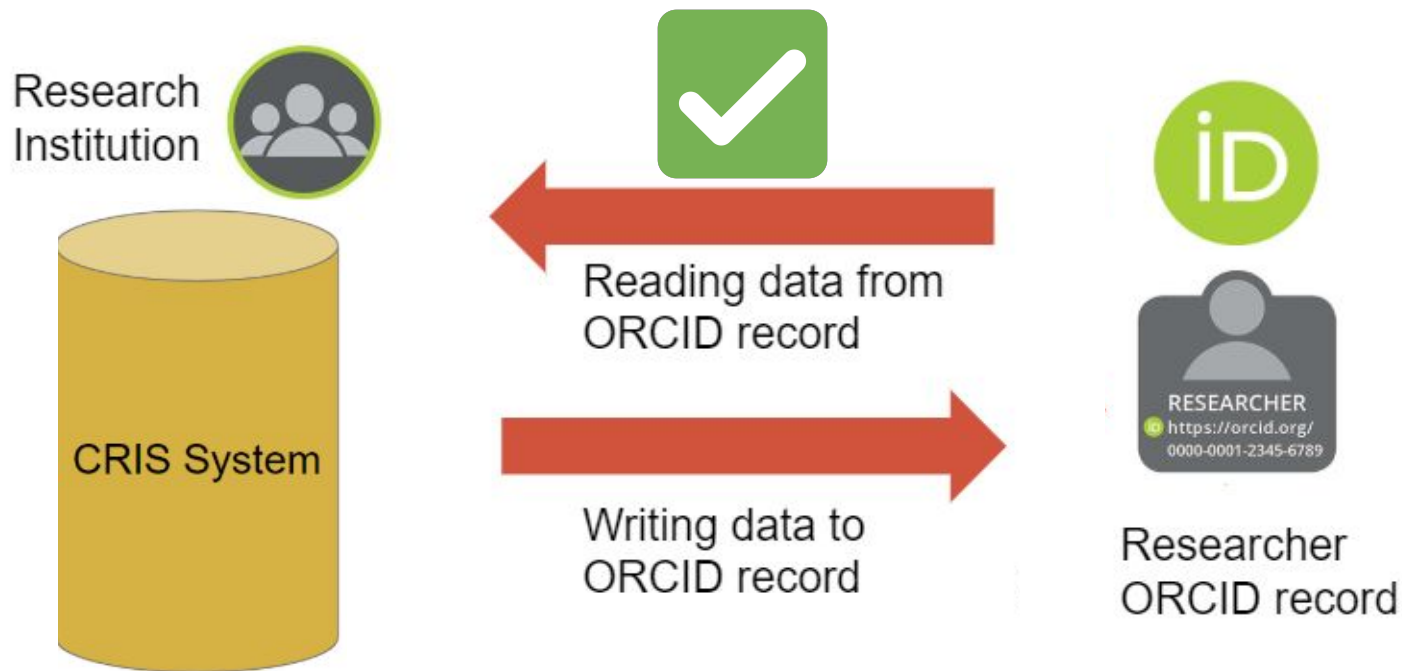 Research
Institution
iD
Reading data from
ORCID record
RESEARCHER
iD https://orcid.org/
0000-0001-2345-6789
CRIS System
Writing data to
ORCID record
Researcher
ORCID record